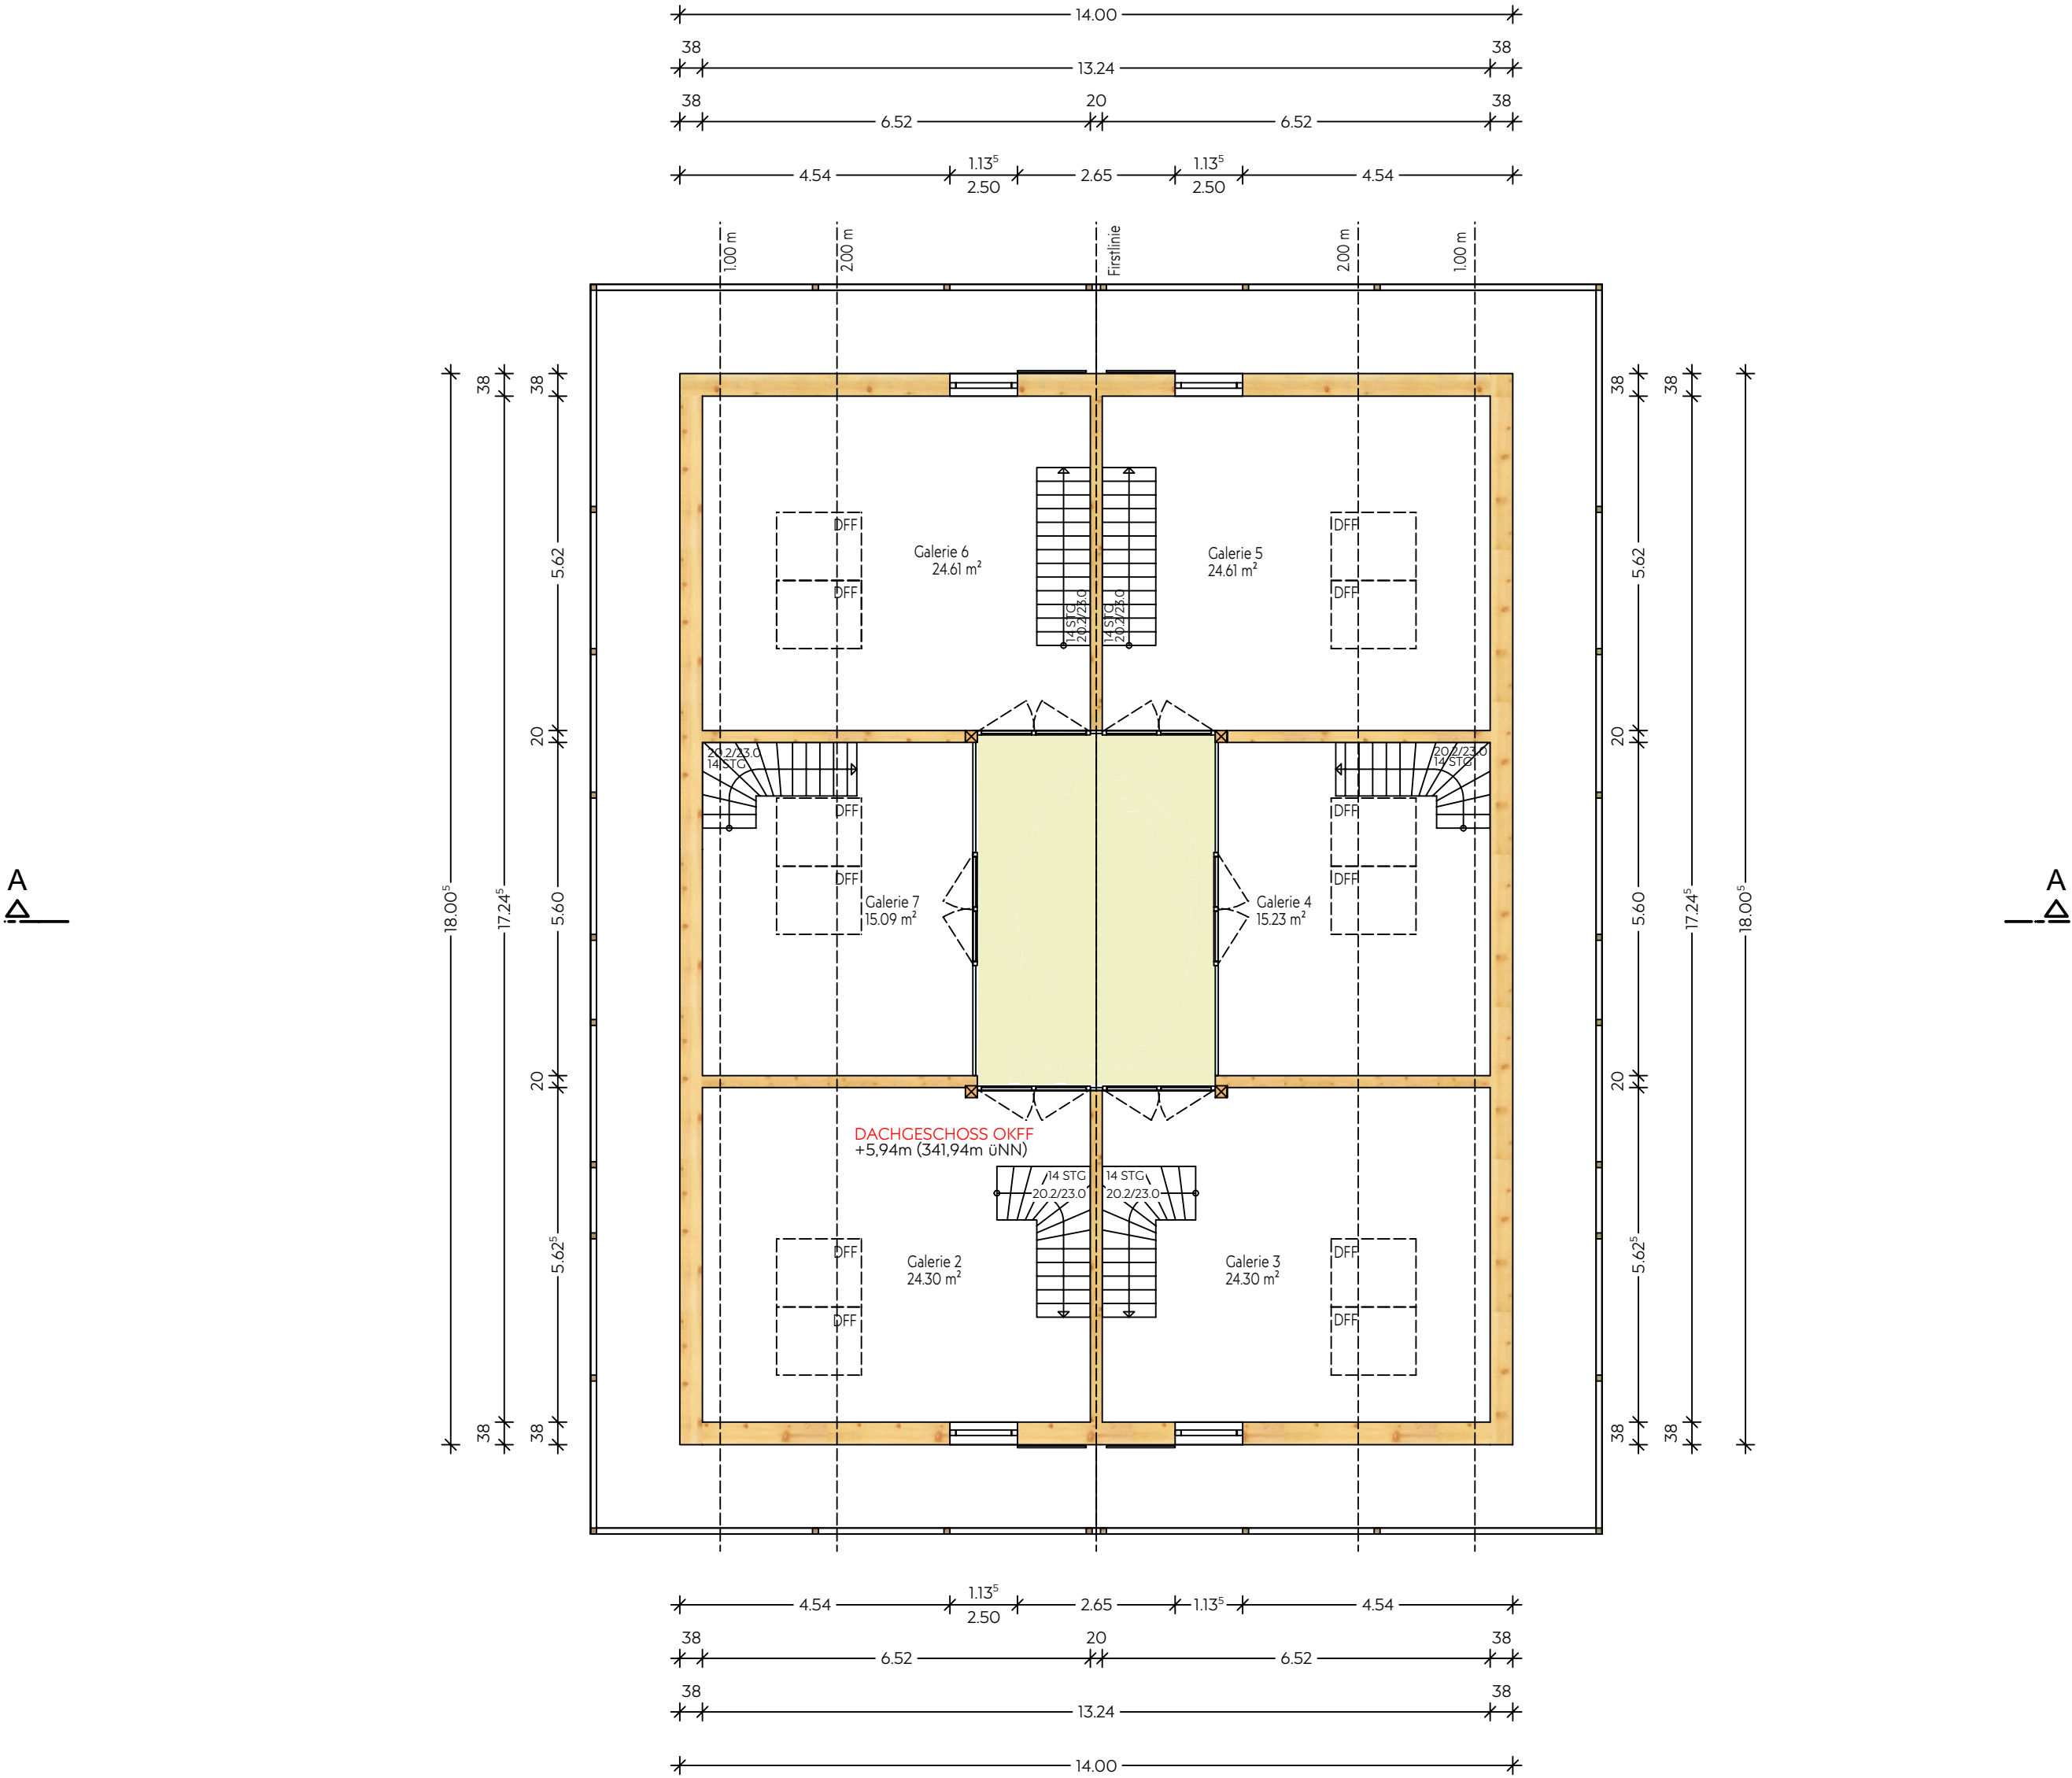 14.00
38
38
13.24
38
20
38
6.52
6.52
1.13⁵
1.13⁵
4.54
2.65
4.54
2.50
2.50
1.00 m
2.00 m
Firstlinie
2.00 m
1.00 m
38
38
38
38
DFF
DFF
Galerie 6
24.61 m²
Galerie 5
24.61 m²
5.62
5.62
DFF
DFF
14 STG
20.2/23.0
14 STG
20.2/23.0
20
20
20.2/23.0
14 STG
20.2/23.0
14 STG
DFF
DFF
A
A
DFF
DFF
Galerie 7
15.09 m²
Galerie 4
15.23 m²
18.00⁵
17.24⁵
5.60
5.60
17.24⁵
18.00⁵
20
20
DACHGESCHOSS OKFF
+5,94m (341,94m üNN)
14 STG
14 STG
20.2/23.0
20.2/23.0
5.62⁵
5.62⁵
DFF
DFF
Galerie 2
24.30 m²
Galerie 3
24.30 m²
DFF
DFF
38
38
38
38
1.13⁵
4.54
2.65
1.13⁵
4.54
2.50
38
20
38
6.52
6.52
38
38
13.24
14.00